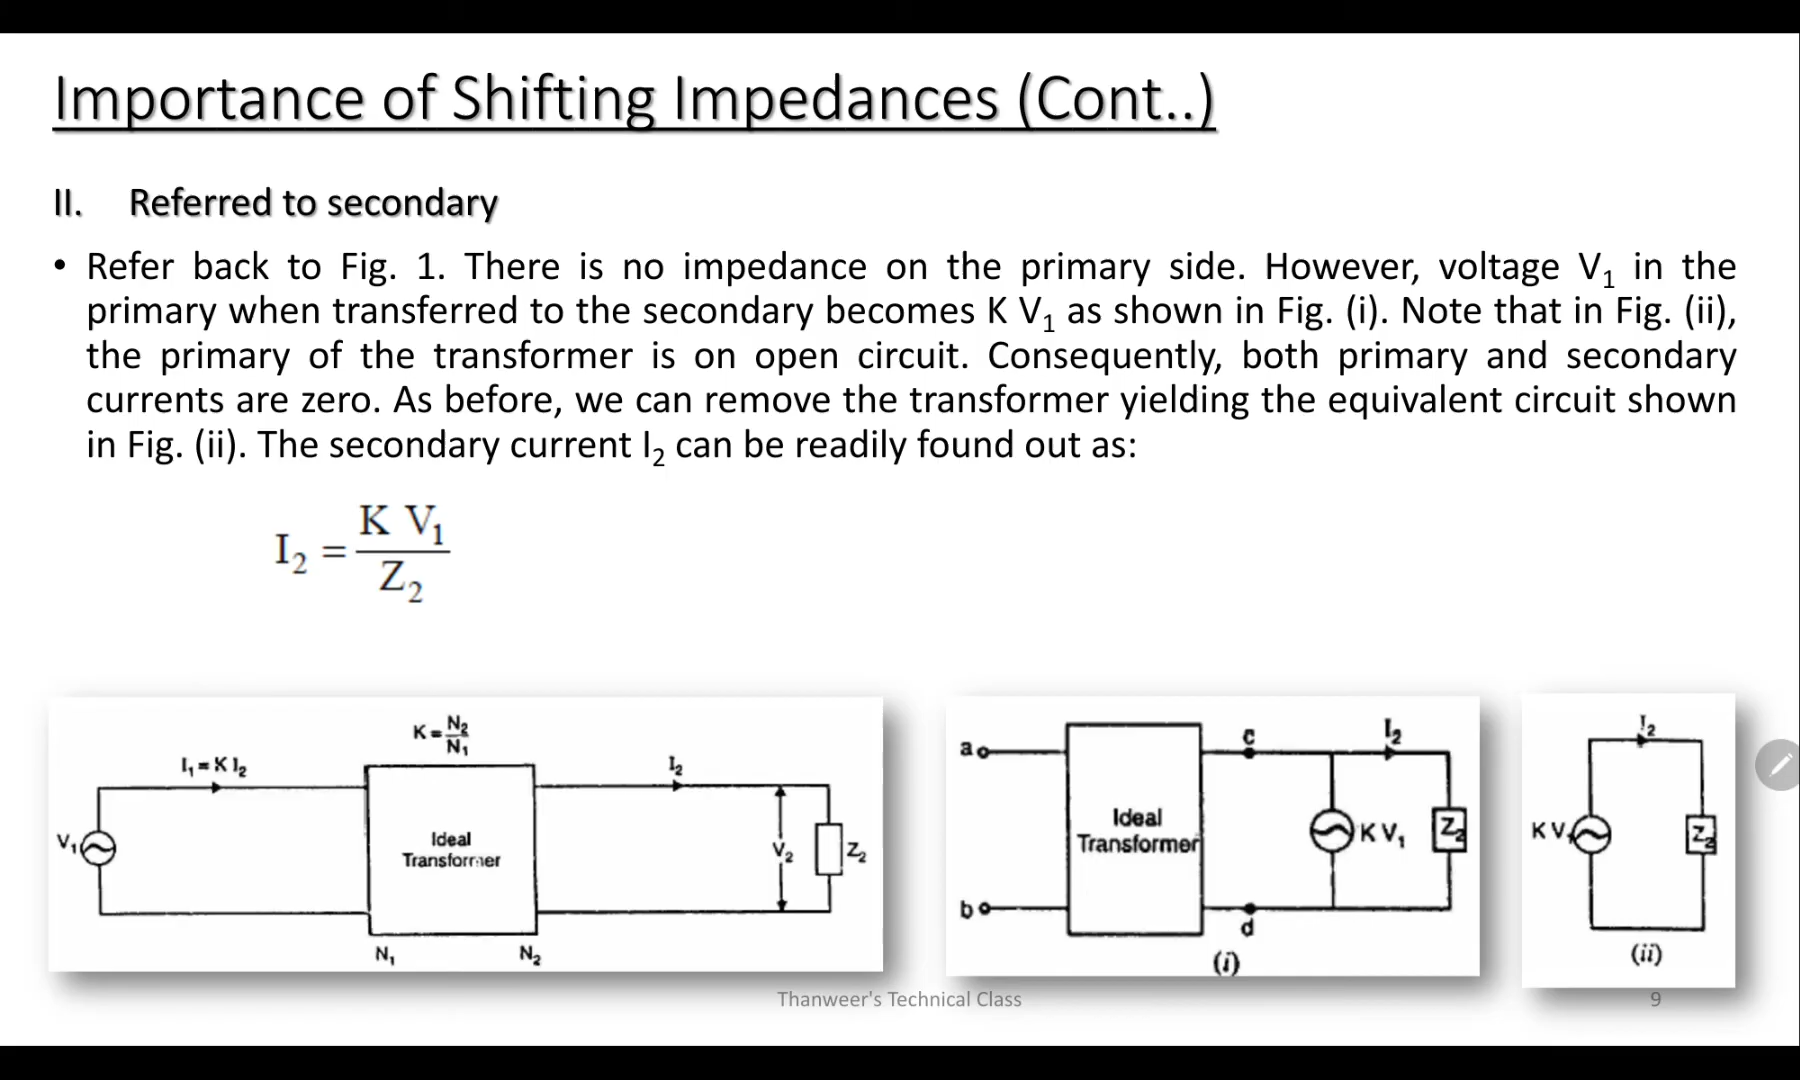 Importance of Shifting Impedances (Cont..)
II. Referred to secondary
• Refer back to Fig. 1. There is no impedance on the primary side. However, voltage V₁ in the
primary when transferred to the secondary becomes K V₁ as shown in Fig. (i). Note that in Fig. (ii),
the primary of the transformer is on open circuit. Consequently, both primary and secondary
currents are zero. As before, we can remove the transformer yielding the equivalent circuit shown
in Fig. (ii). The secondary current I₂ can be readily found out as:
I₂ = K V₁ / Z₂
K = N₂ / N₁
I₁ = K I₂
I₂
V₁
Ideal
Transformer
V₂
Z₂
N₁
N₂
a
c
I₂
Ideal
Transformer
K V₁
Z₂
b
d
(i)
I₂
K V₁
Z₂
(ii)
Thanweer's Technical Class
9